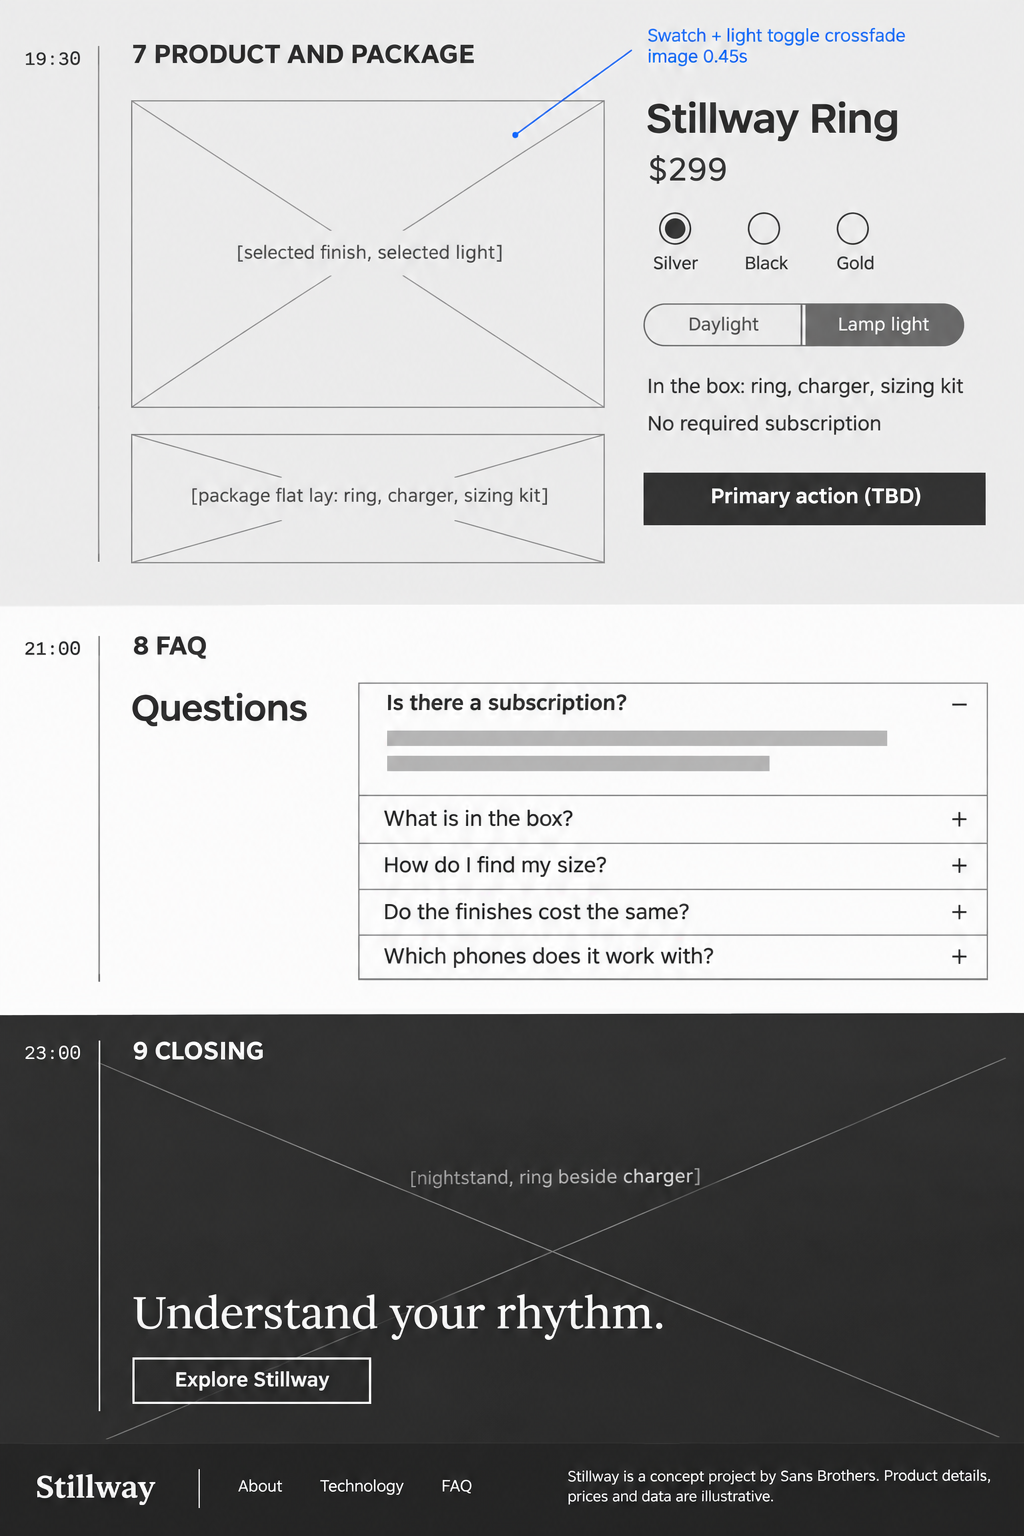 19:30
7 PRODUCT AND PACKAGE
Swatch + light toggle crossfade
image 0.45s
[selected finish, selected light]
[package flat lay: ring, charger, sizing kit]
Stillway Ring
$299
Silver
Black
Gold
Daylight
Lamp light
In the box: ring, charger, sizing kit
No required subscription
Primary action (TBD)
21:00
8 FAQ
Questions
Is there a subscription?
What is in the box?
How do I find my size?
Do the finishes cost the same?
Which phones does it work with?
23:00
9 CLOSING
[nightstand, ring beside charger]
Understand your rhythm.
Explore Stillway
Stillway
About
Technology
FAQ
Stillway is a concept project by Sans Brothers. Product details,
prices and data are illustrative.